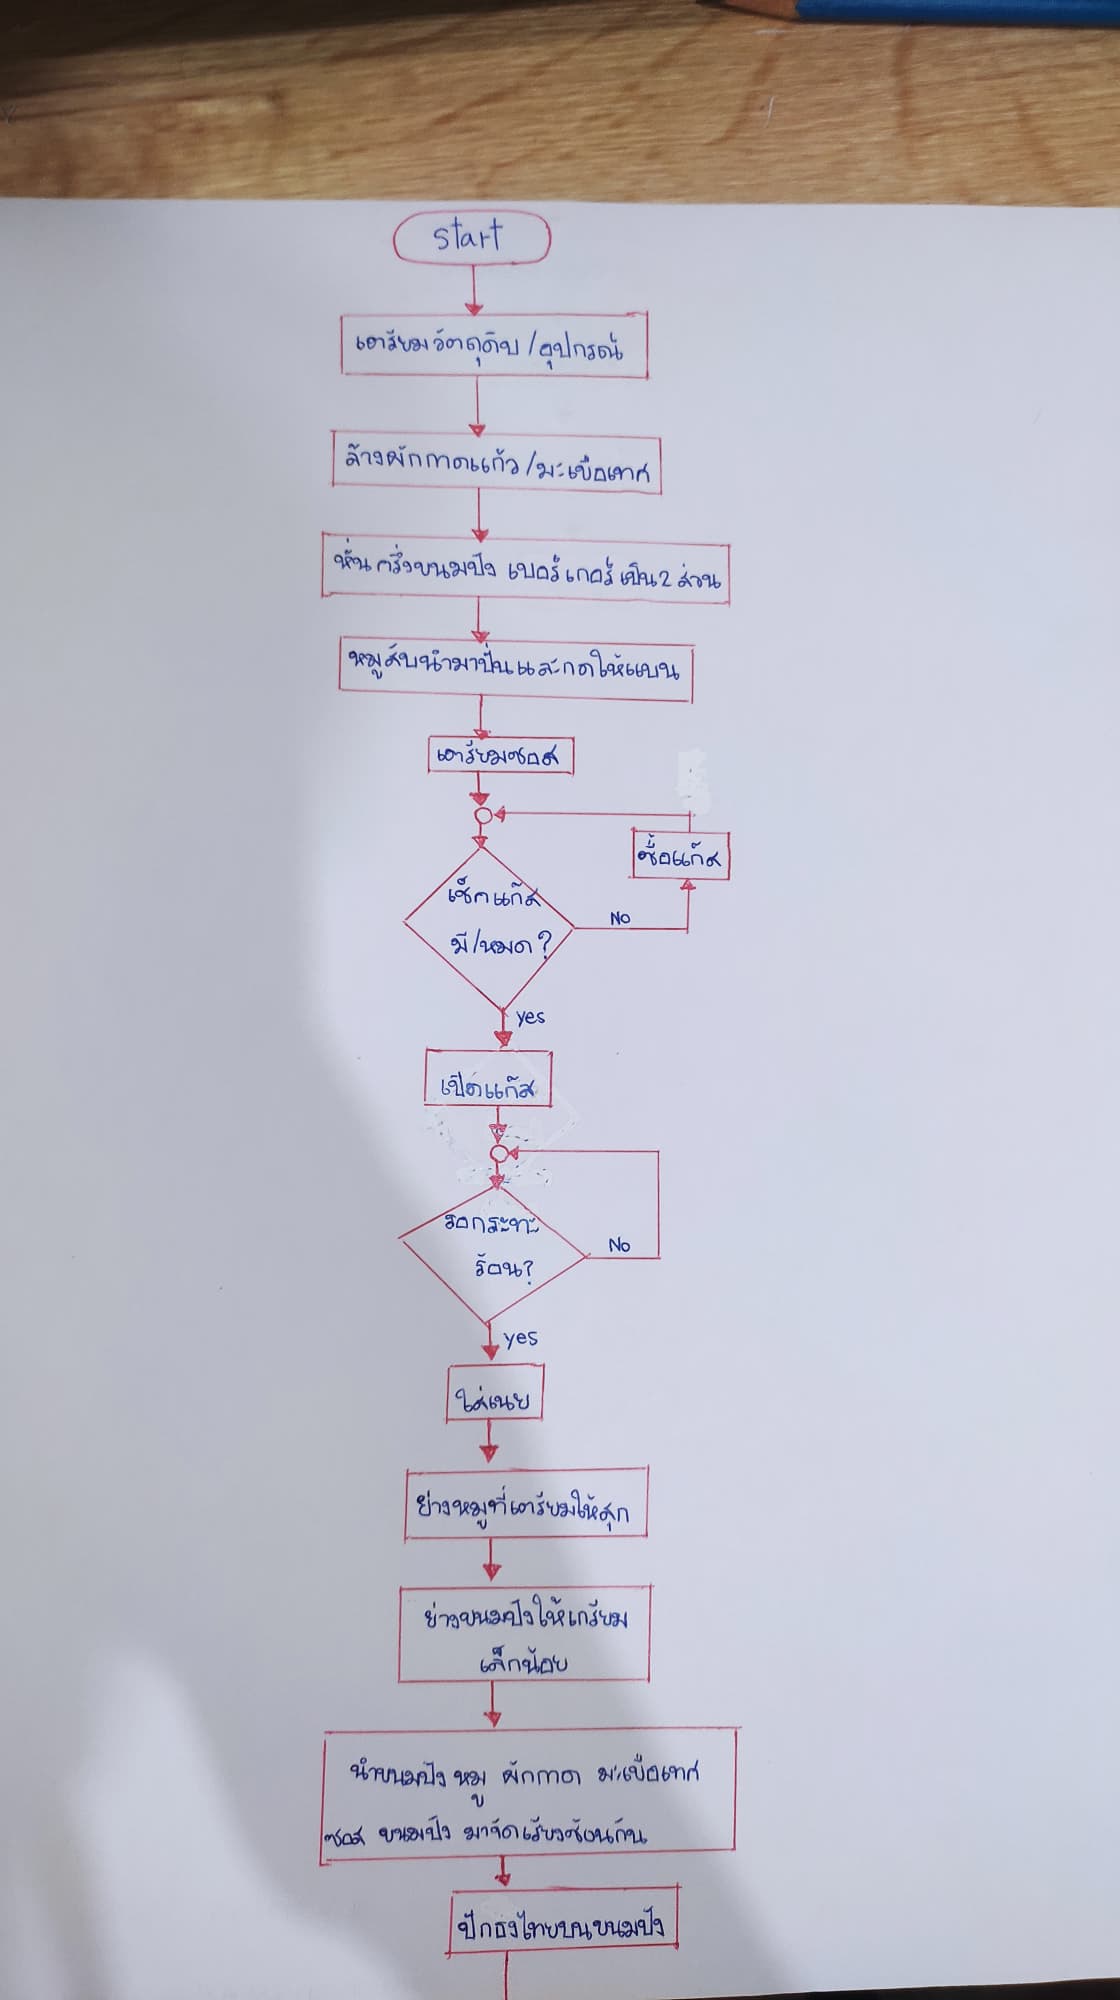 start
เตรียมวัตถุดิบ/อุปกรณ์
ล้างผักกาดแก้ว/มะเขือเทศ
หั่นครึ่งขนมปัง เบอร์เกอร์เป็น2 ส่วน
หมูสับนำมาปั่นและกดให้แบน
เตรียมซอส
ซื้อแก๊ส
เช็คแก๊ส
มี/หมด?
No
yes
เปิดแก๊ส
รอกระทะ
ร้อน?
No
yes
ใส่เนย
ย่างหมูที่เตรียมให้สุก
ย่างขนมปังให้เกรียม
เล็กน้อย
นำขนมปัง หมู ผักกาด มะเขือเทศ
ซอส ขนมปัง มาจัดเรียงซ้อนกัน
ปักธงไทยบนขนมปัง